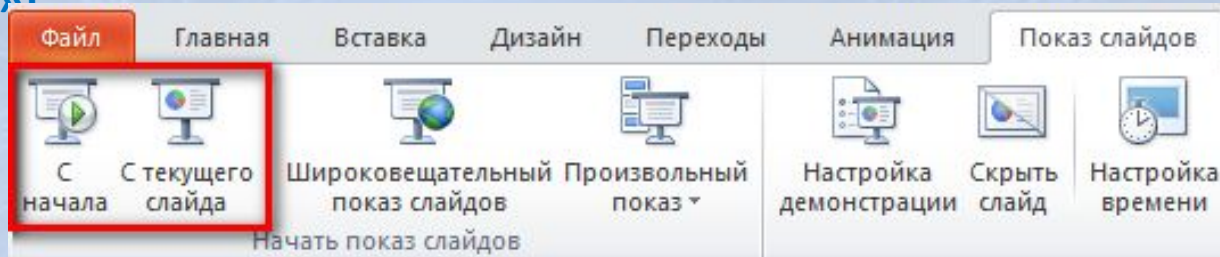 Файл Главная Вставка Дизайн Переходы Анимация Показ слайдов
С начала
С текущего слайда
Широковещательный показ слайдов
Произвольный показ
Настройка демонстрации
Скрыть слайд
Настройка времени
Начать показ слайдов